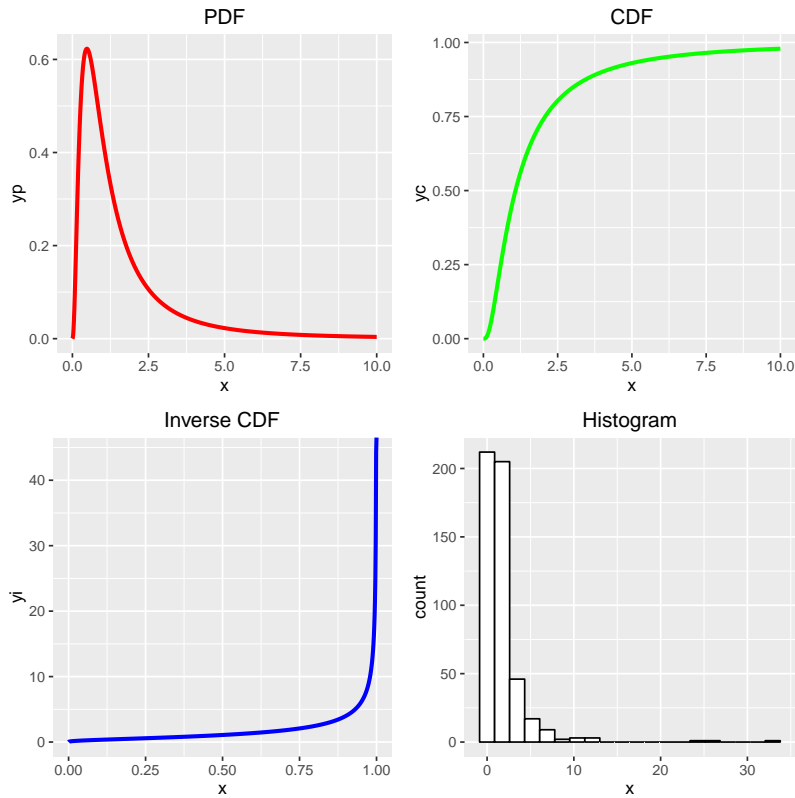 PDF
0.6
0.4
0.2
0.0
yp
0.0 2.5 5.0 7.5 10.0
x
CDF
1.00
0.75
0.50
0.25
0.00
yc
0.0 2.5 5.0 7.5 10.0
x
Inverse CDF
40
30
20
10
0
yi
0.00 0.25 0.50 0.75 1.00
x
Histogram
200
150
100
50
0
count
0 10 20 30
x